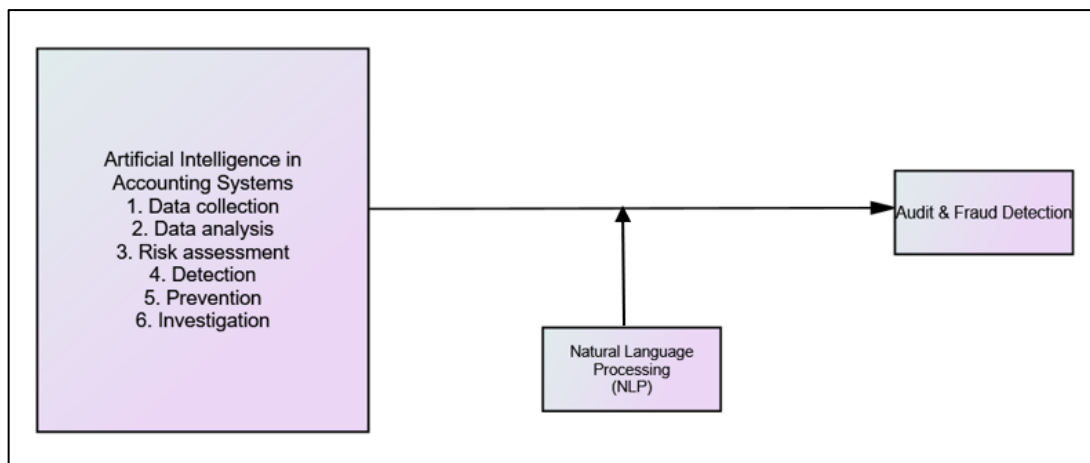 Artificial Intelligence in
Accounting Systems
1. Data collection
2. Data analysis
3. Risk assessment
4. Detection
5. Prevention
6. Investigation
Audit & Fraud Detection
Natural Language
Processing
(NLP)